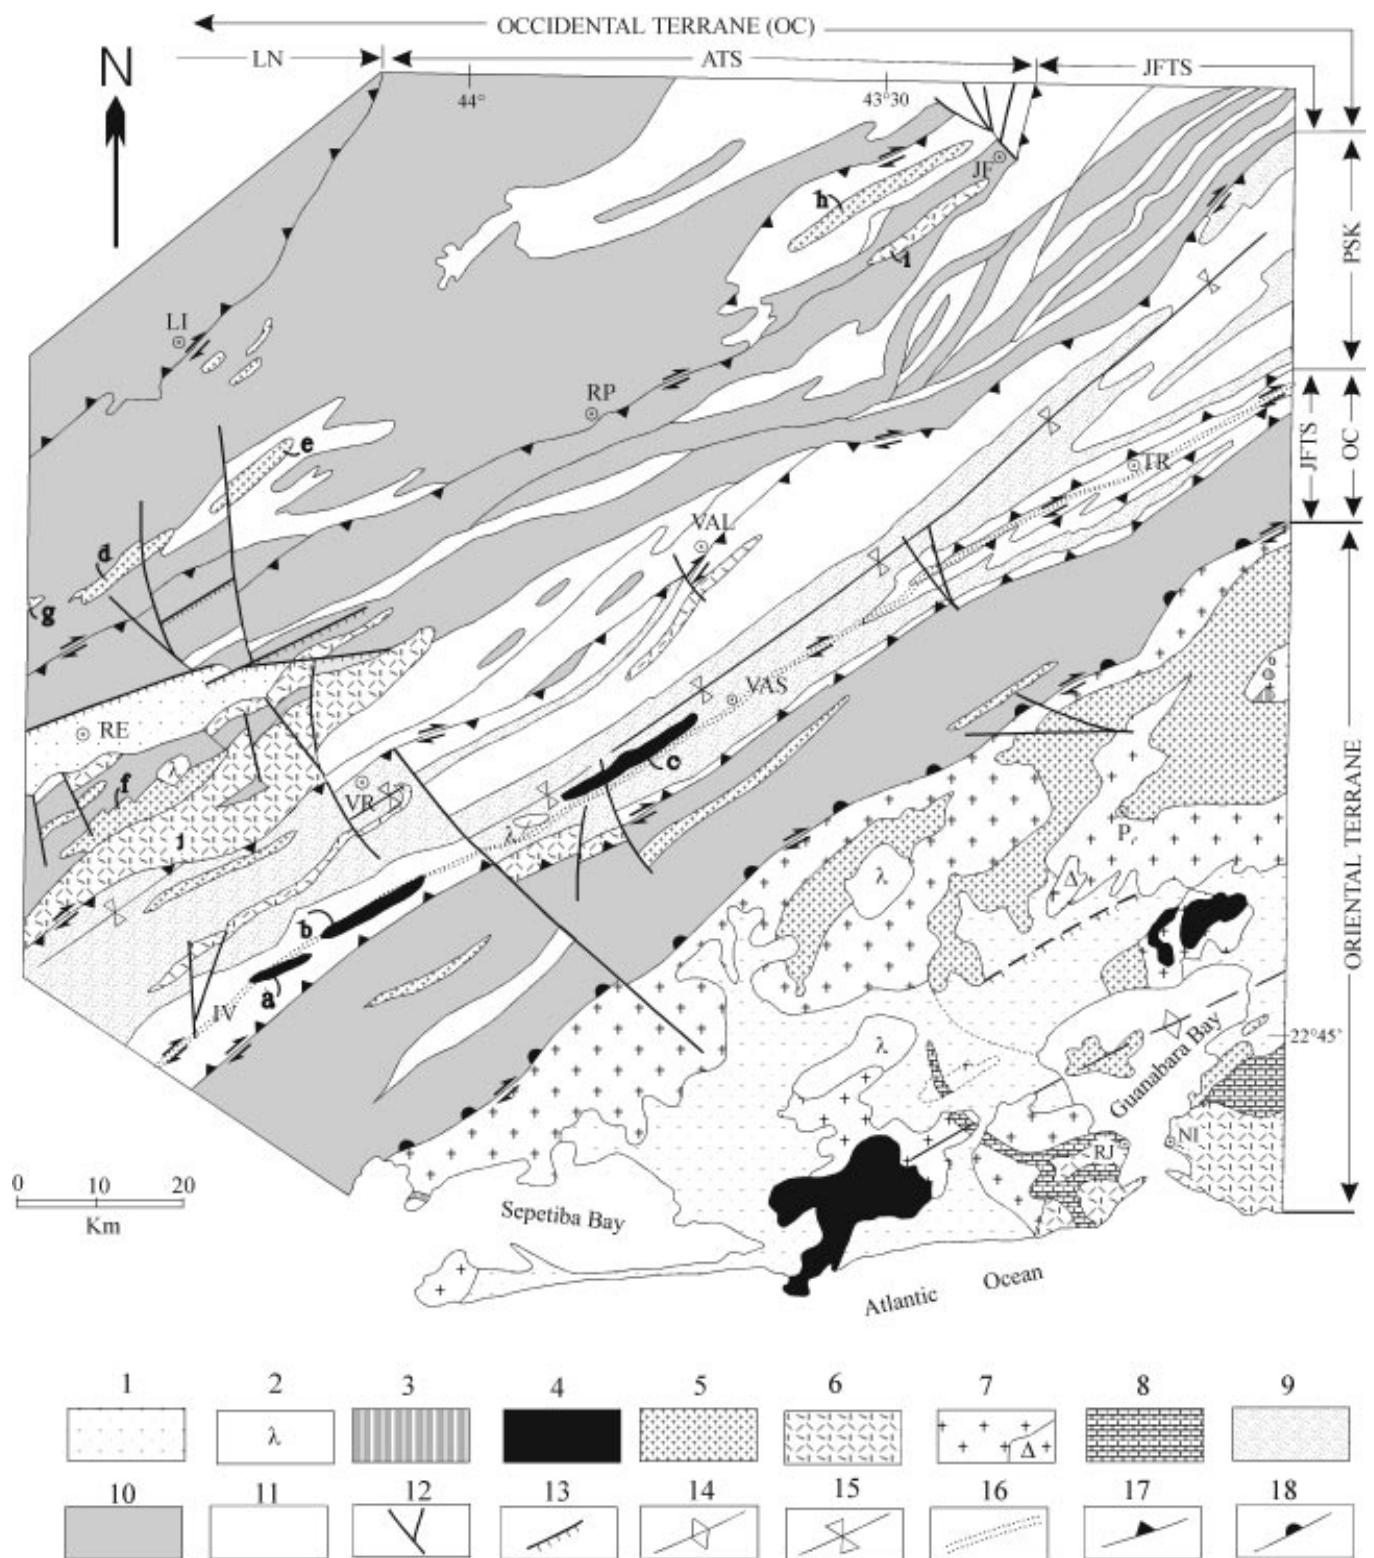 OCCIDENTAL TERRANE (OC)
N
LN
ATS
JFTS
44°
43°30
JF
h
i
PSK
LI
RP
e
JFTS
OC
TR
VAL
d
g
VAS
RE
c
f
λ
VR
λ
P
1
λ
Δ
b
a
IV
ORIENTAL TERRANE
22°45'
λ
Guanabara Bay
NI
RJ
0 10 20
Km
Sepetiba Bay
Atlantic Ocean
1 2 3 4 5 6 7 8 9
λ
Δ
10 11 12 13 14 15 16 17 18